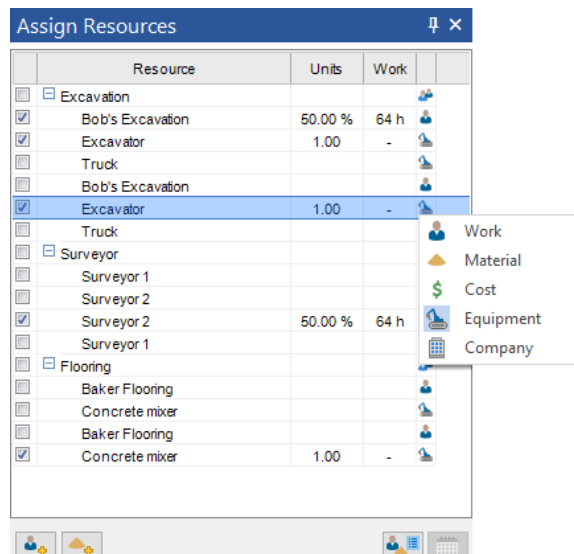 Assign Resources
Resource Units Work
Excavation
Bob's Excavation 50.00 % 64 h
Excavator 1.00 -
Truck
Bob's Excavation
Excavator 1.00 -
Truck
Surveyor
Surveyor 1
Surveyor 2
Surveyor 2 50.00 % 64 h
Surveyor 1
Flooring
Baker Flooring
Concrete mixer
Baker Flooring
Concrete mixer 1.00 -
Work
Material
$ Cost
Equipment
Company